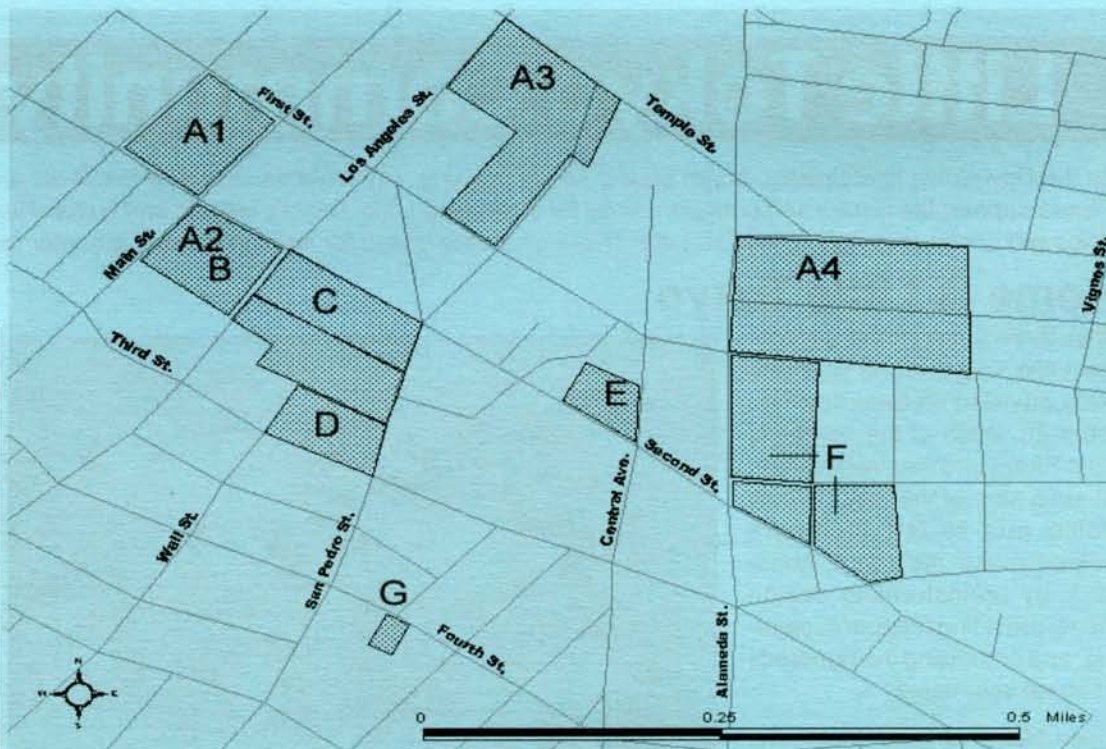 A1
First St.
Los Angeles St.
A3
Temple St.
Main St.
A2
B
C
A4
Vignes St.
Third St.
D
E
Second St.
F
Wall St.
San Pedro St.
Central Ave.
G
Fourth St.
Alameda St.
N
E
S
0
0.25
0.5 Miles